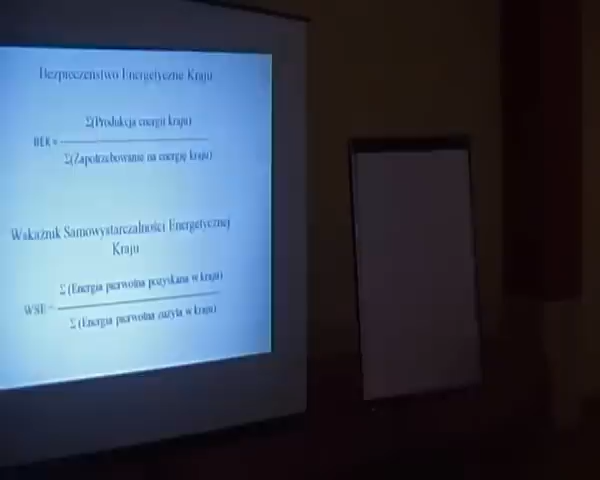 Bezpieczeństwo Energetyczne Kraju
Σ(Produkcja energii kraju)
BEK =
Σ(Zapotrzebowanie na energię kraju)
Wskaźnik Samowystarczalności Energetycznej
Kraju
Σ (Energia pierwotna pozyskana w kraju)
WSE =
Σ (Energia pierwotna zużyta w kraju)